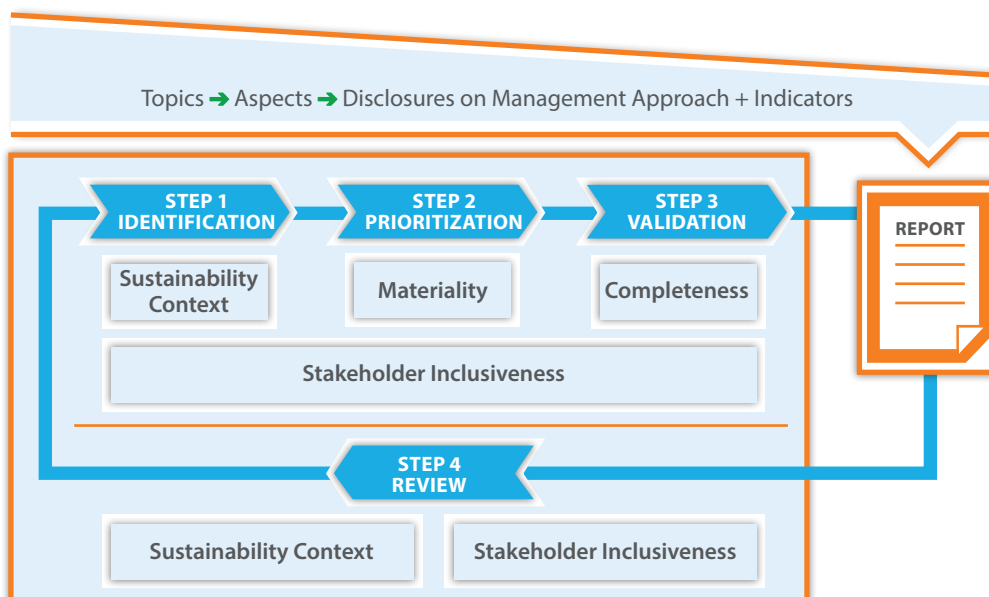 Topics ➔ Aspects ➔ Disclosures on Management Approach + Indicators
STEP 1
IDENTIFICATION
STEP 2
PRIORITIZATION
STEP 3
VALIDATION
REPORT
Sustainability
Context
Materiality
Completeness
Stakeholder Inclusiveness
STEP 4
REVIEW
Sustainability Context
Stakeholder Inclusiveness